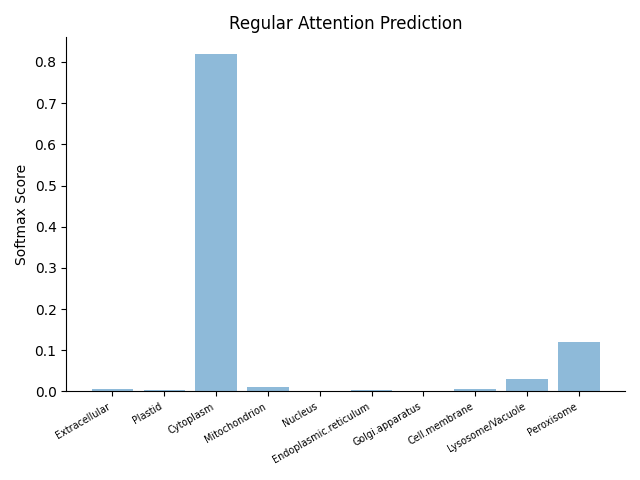 Regular Attention Prediction
Softmax Score
0.8
0.7
0.6
0.5
0.4
0.3
0.2
0.1
0.0
Extracellular
Plastid
Cytoplasm
Mitochondrion
Nucleus
Endoplasmic.reticulum
Golgi.apparatus
Cell.membrane
Lysosome/Vacuole
Peroxisome